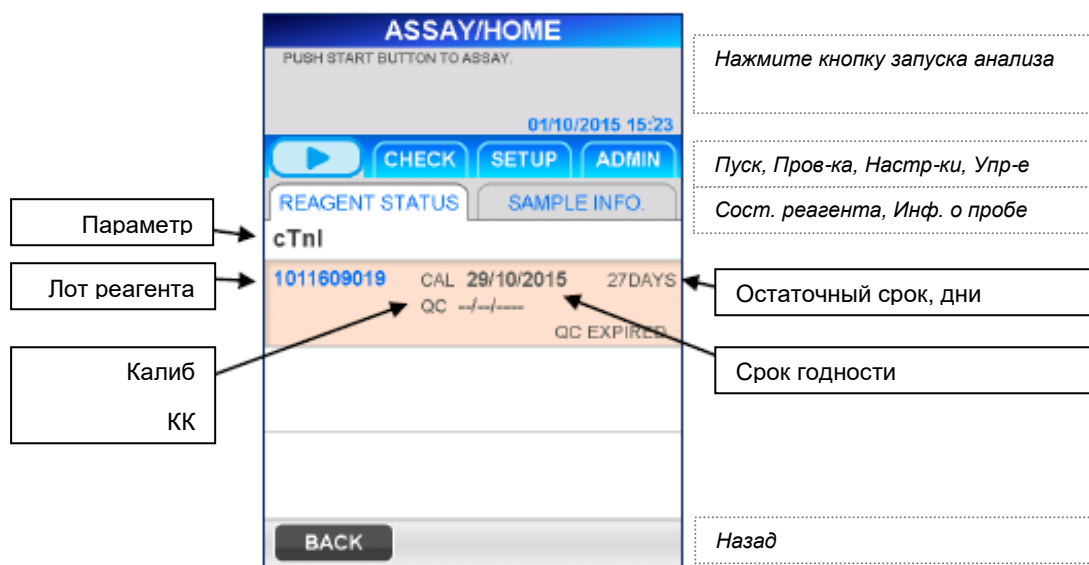 ASSAY/HOME
PUSH START BUTTON TO ASSAY.
Нажмите кнопку запуска анализа
01/10/2015 15:23
CHECK SETUP ADMIN
Пуск, Пров-ка, Настр-ки, Упр-е
REAGENT STATUS SAMPLE INFO.
Сост. реагента, Инф. о пробе
Параметр
cTnI
Лот реагента
1011609019 CAL 29/10/2015 27DAYS
Остаточный срок, дни
QC --/--/----
QC EXPIRED
Калиб
КК
Срок годности
BACK
Назад